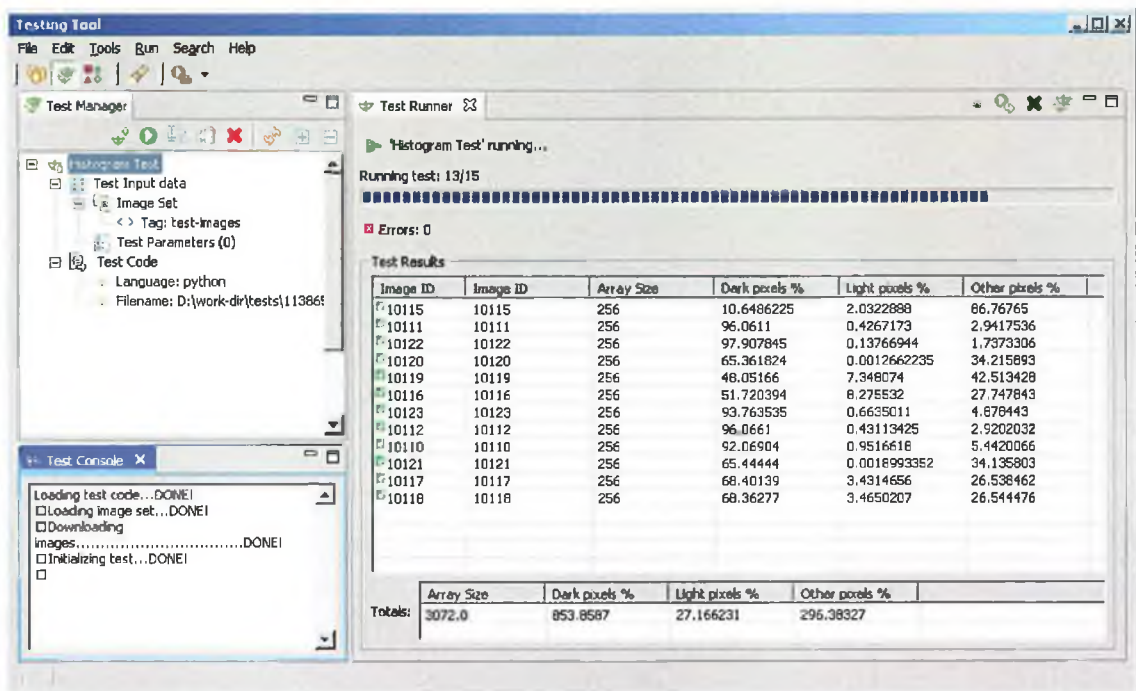 Testing Tool
File Edit Tools Run Search Help
Test Manager
Histogram Test
Test Input data
Image Set
<> Tag: test-images
Test Parameters (0)
Test Code
Language: python
Filename: D:\work-dir\tests\113865
Test Console
Loading test code...DONE!
Loading image set...DONE!
Downloading
images..................................DONE!
Initializing test...DONE!
Test Runner
'Histogram Test' running...
Running test: 13/15
Errors: 0
Test Results
Image ID Image ID Array Size Dark pixels % Light pixels % Other pixels %
10115 10115 256 10.6486225 2.0322888 86.76765
10111 10111 256 96.0611 0.4267173 2.9417536
10122 10122 256 97.907845 0.13766944 1.7373306
10120 10120 256 65.361824 0.0012662235 34.215893
10119 10119 256 48.05166 7.348074 42.513428
10116 10116 256 51.720394 8.275532 27.747843
10123 10123 256 93.763535 0.6635011 4.878443
10112 10112 256 96.0661 0.43113425 2.9202032
10110 10110 256 92.06904 0.9516618 5.4420066
10121 10121 256 65.44444 0.0018993352 34.135803
10117 10117 256 68.40139 3.4314656 26.538462
10118 10118 256 68.36277 3.4650207 26.544476
Array Size Dark pixels % Light pixels % Other pixels %
Totals: 3072.0 853.8587 27.166231 296.38327